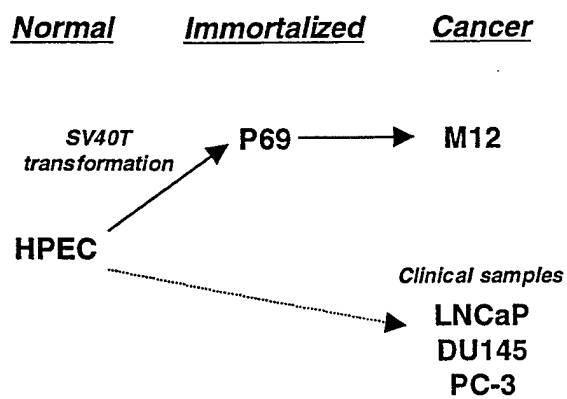 Normal Immortalized Cancer
SV40T
transformation
P69
M12
HPEC
Clinical samples
LNCaP
DU145
PC-3